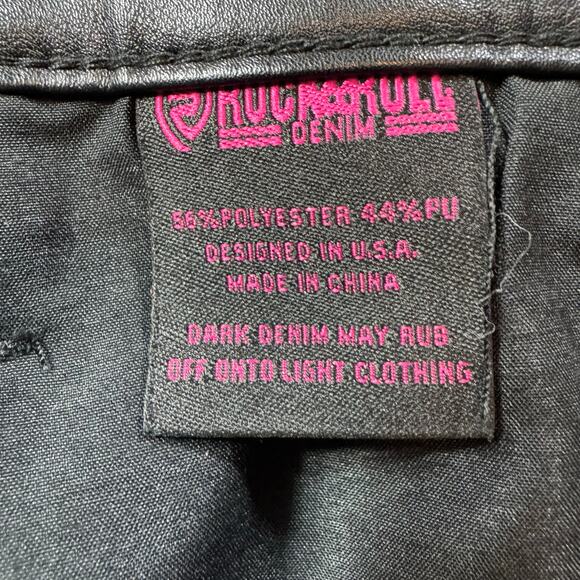 ROCK & ROLL
DENIM
56% POLYESTER 44% PU
DESIGNED IN U.S.A.
MADE IN CHINA
DARK DENIM MAY RUB
OFF ONTO LIGHT CLOTHING